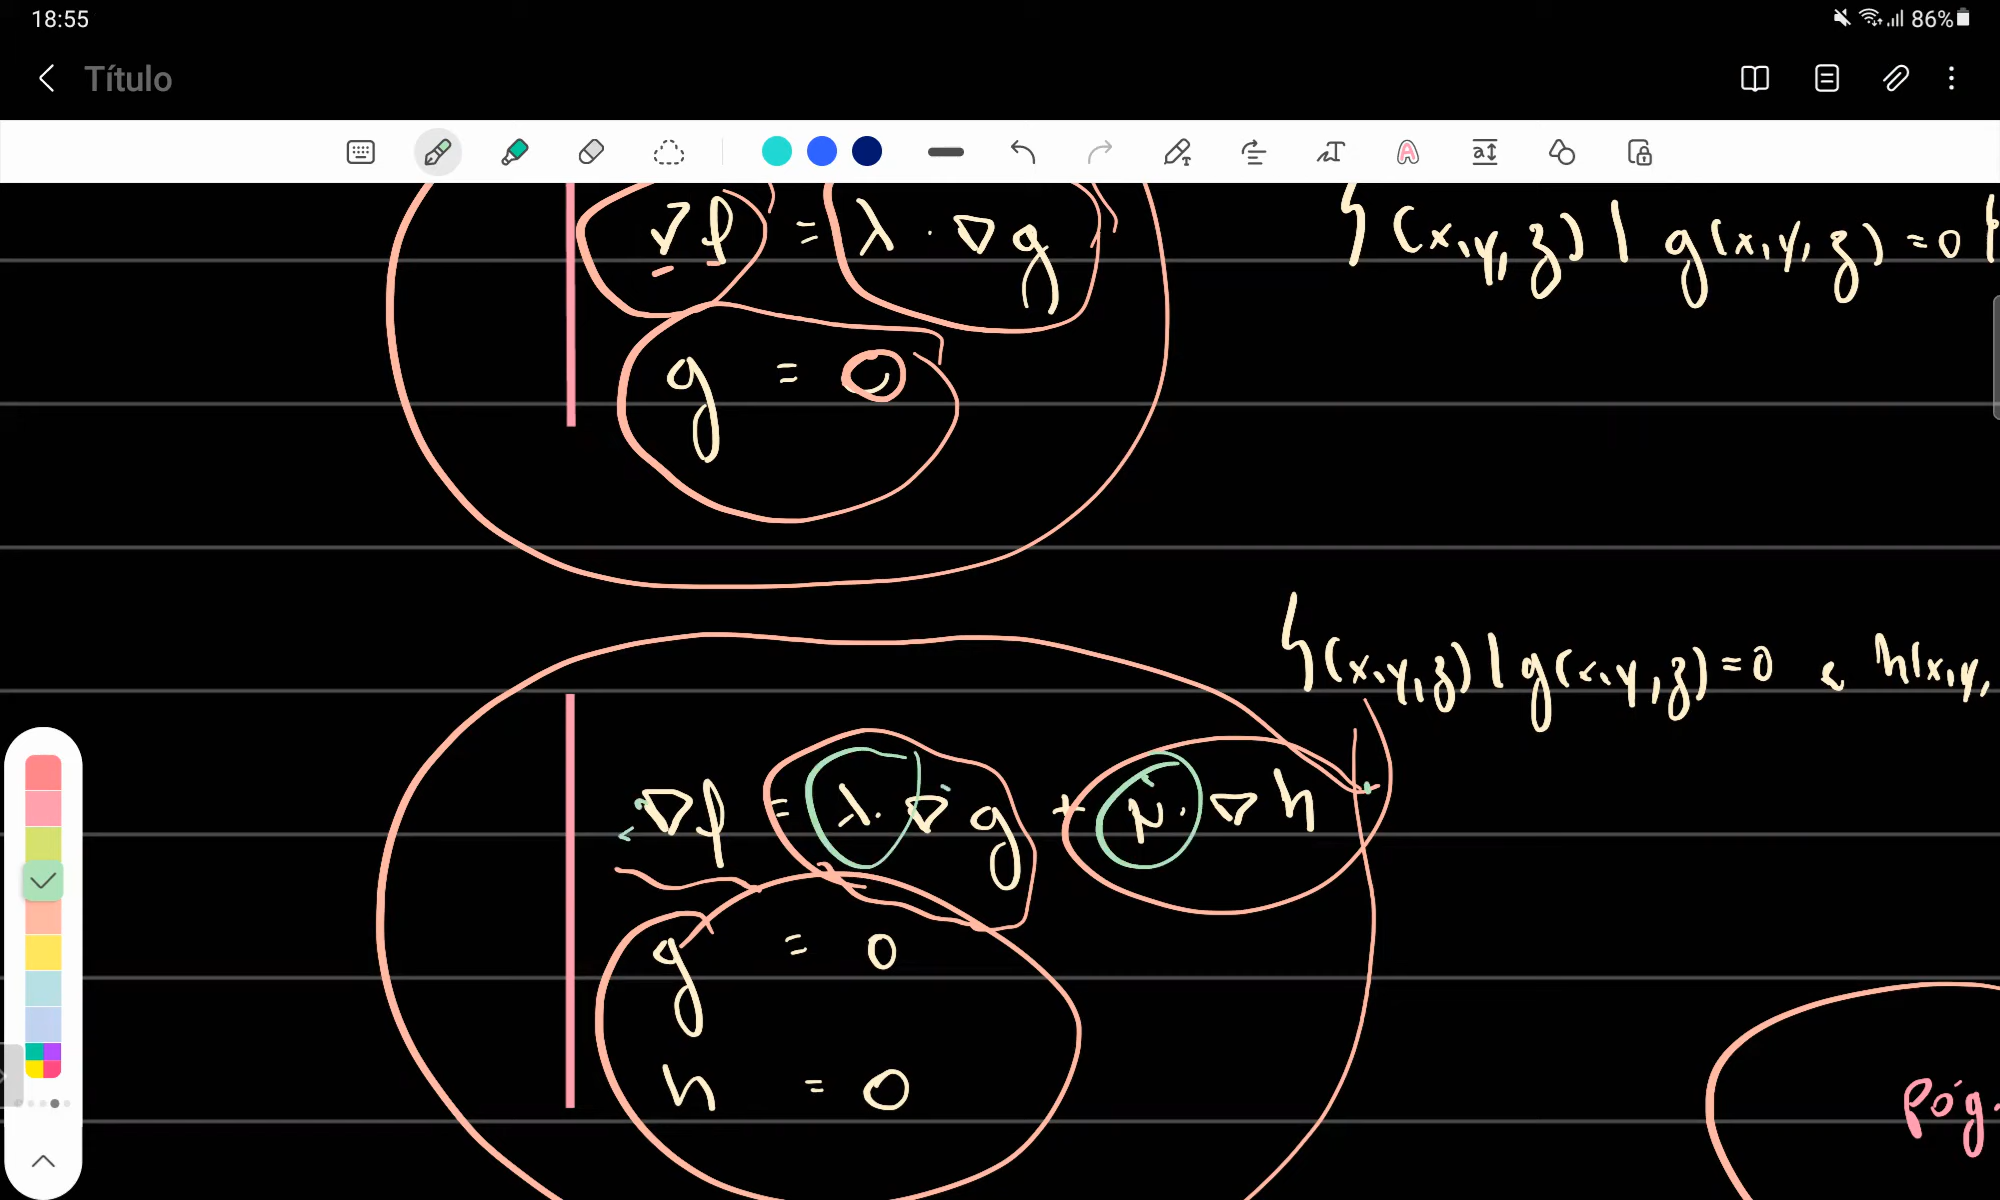 18:55
86%
Título
∇f = λ · ∇g
{(x,y,z) | g(x,y,z) = 0}
g = 0
{(x,y,z) | g(x,y,z) = 0 e h(x,y,
∇f = λ · ∇g + μ · ∇h
g = 0
h = 0
Pág.